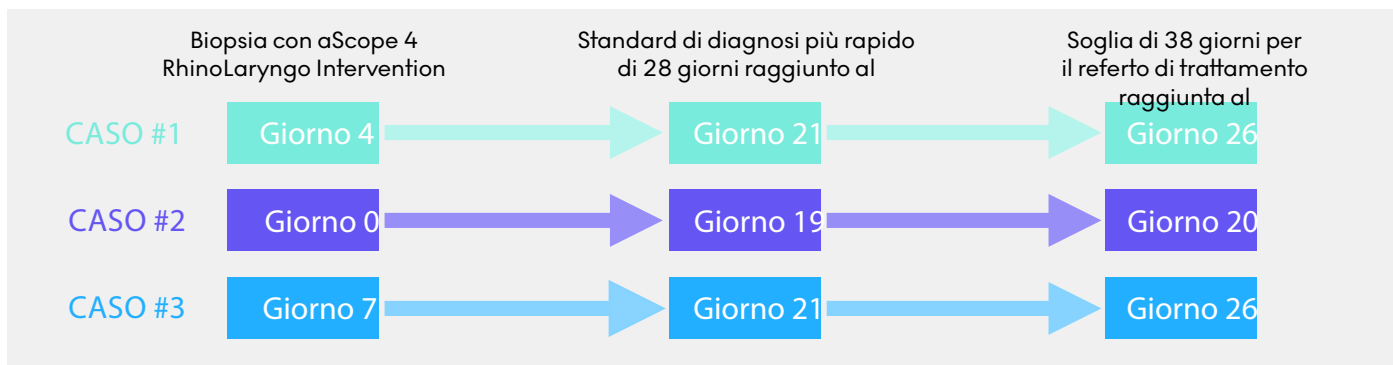 Biopsia con aScope 4
RhinoLaryngo Intervention
Standard di diagnosi più rapido
di 28 giorni raggiunto al
Soglia di 38 giorni per
il referto di trattamento
raggiunta al
CASO #1
Giorno 4
Giorno 21
Giorno 26
CASO #2
Giorno 0
Giorno 19
Giorno 20
CASO #3
Giorno 7
Giorno 21
Giorno 26